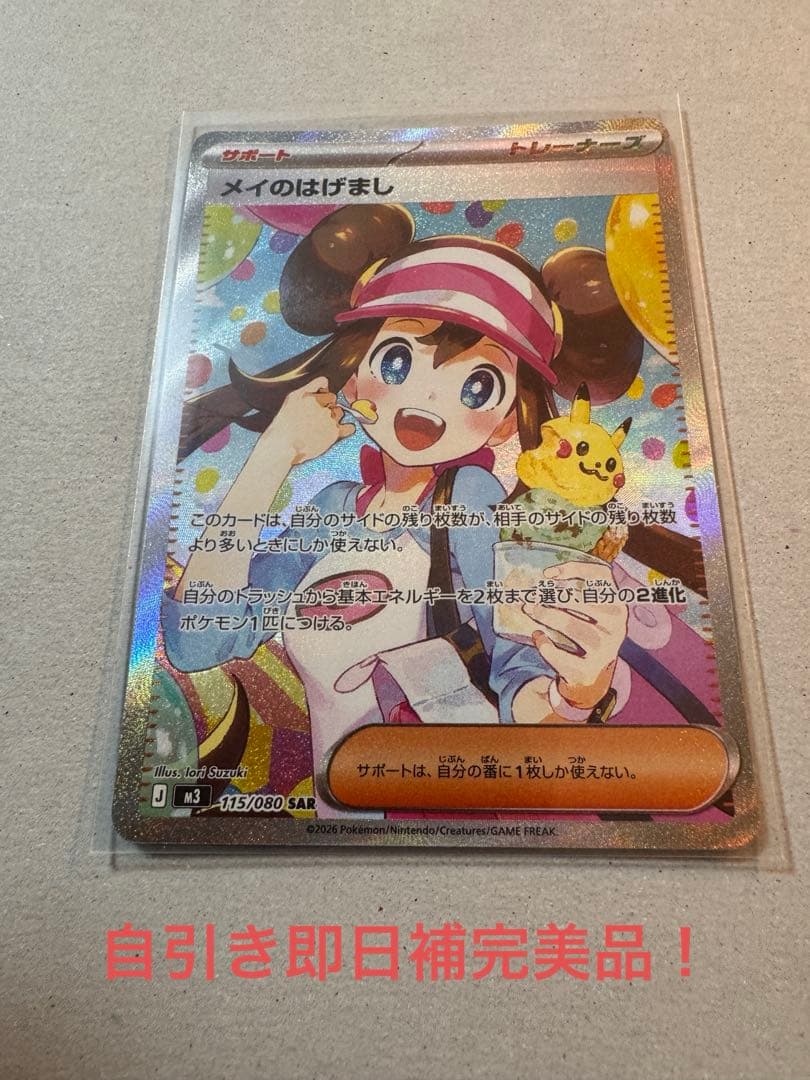 サポート
トレーナーズ
メイのはげまし
このカードは、自分のサイドの残り枚数が、相手のサイドの残り枚数
より多いときにしか使えない。
自分のトラッシュから基本エネルギーを2枚まで選び、自分の2進化
ポケモン1匹につける。
サポートは、自分の番に1枚しか使えない。
Illus. Iori Suzuki
J M3 115/080 SAR
©2026 Pokémon/Nintendo/Creatures/GAME FREAK.
自引き即日補完美品！